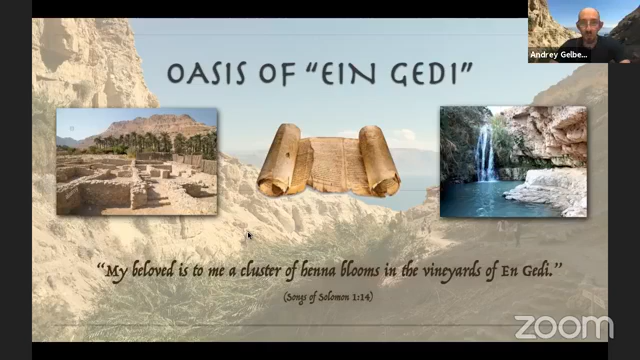 Andrey Gelbe...
OASIS OF “EIN GEDI”
“My beloved is to me a cluster of henna blooms in the vineyards of En Gedi.”
(Songs of Solomon 1:14)
zoom